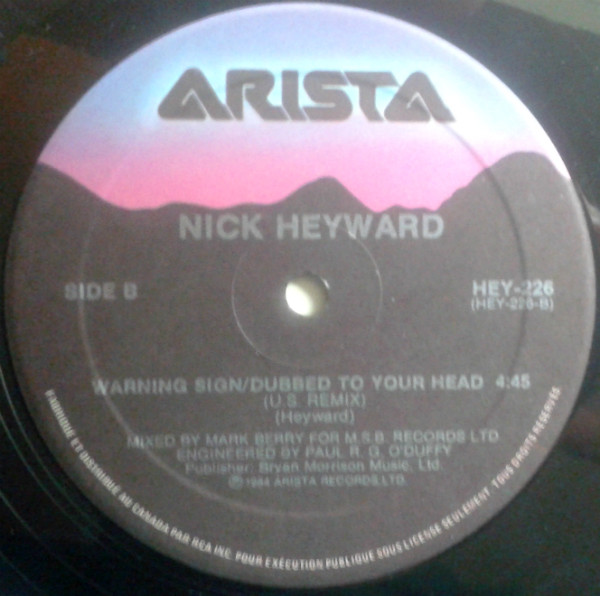 ARISTA
NICK HEYWARD
SIDE B
HEY-226
(HEY-226-B)
WARNING SIGN/DUBBED TO YOUR HEAD 4:45
(U.S. REMIX)
(Heyward)
MIXED BY MARK BERRY FOR M.S.B. RECORDS LTD.
ENGINEERED BY PAUL R. G. O'DUFFY
Publisher: Bryan Morrison Music, Ltd.
℗1984 ARISTA RECORDS LTD.
FABRIQUÉ ET DISTRIBUÉ AU CANADA PAR RCA INC. POUR EXÉCUTION PUBLIQUE SOUS LICENSE SEULEMENT. TOUS DROITS RÉSERVÉS